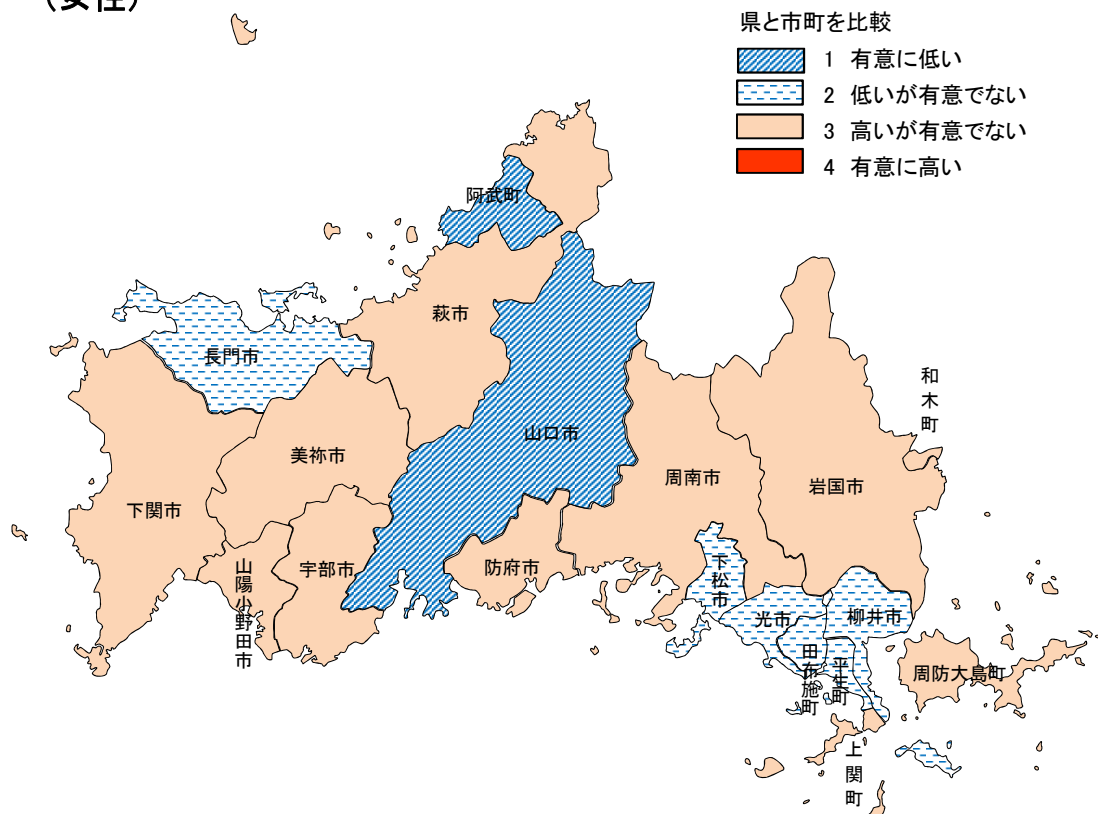 （女性）
県と市町を比較
1 有意に低い
2 低いが有意でない
3 高いが有意でない
4 有意に高い
阿武町
萩市
長門市
和木町
山口市
美祢市
周南市
岩国市
下関市
防府市
宇部市
山陽小野田市
下松市
光市
柳井市
田布施町
平生町
周防大島町
上関町